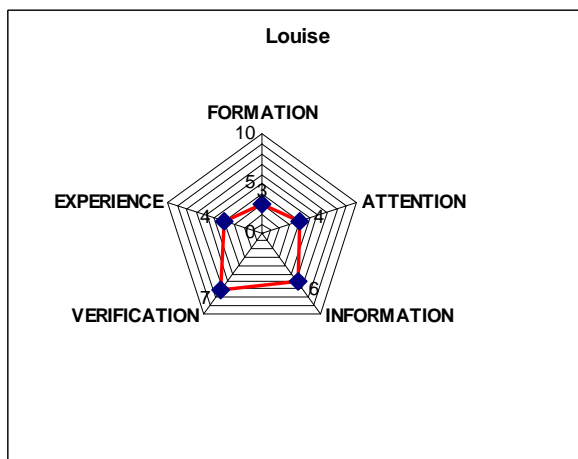 Louise
FORMATION
10
5
3
EXPERIENCE
4
0
4
ATTENTION
7
6
VERIFICATION
INFORMATION